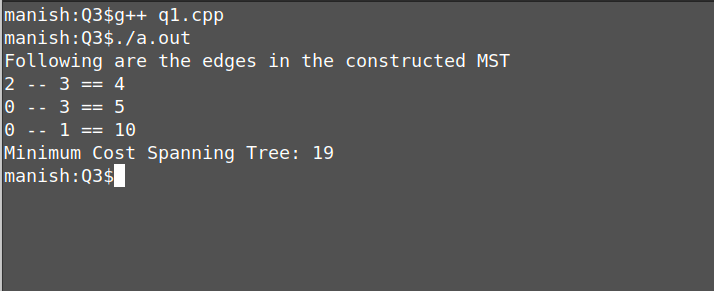 manish:Q3$g++ q1.cpp
manish:Q3$./a.out
Following are the edges in the constructed MST
2 -- 3 == 4
0 -- 3 == 5
0 -- 1 == 10
Minimum Cost Spanning Tree: 19
manish:Q3$